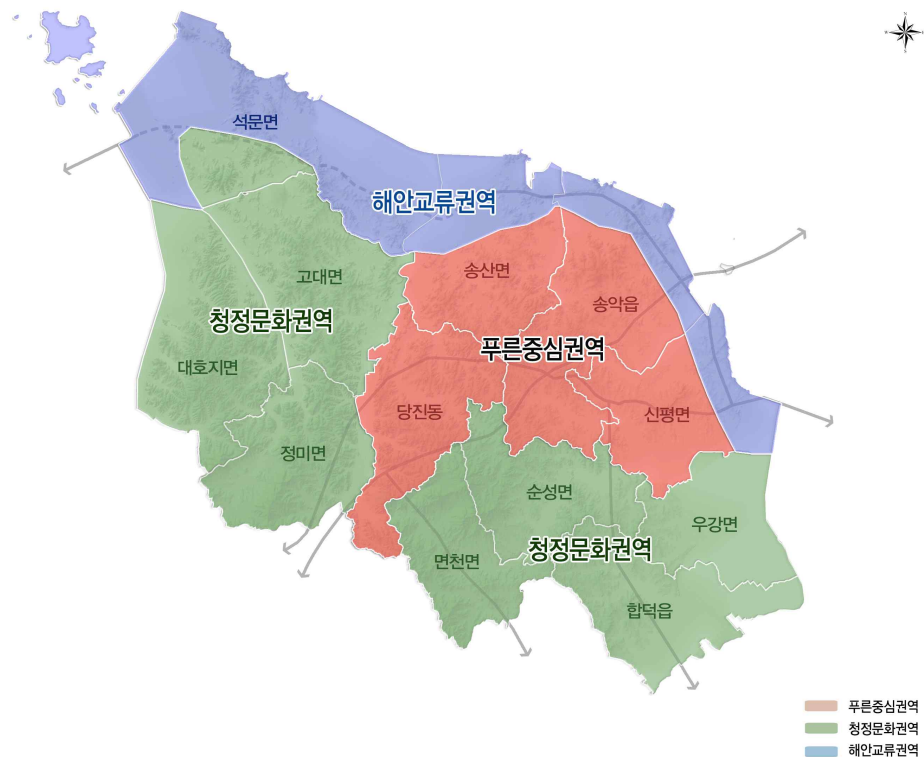 석문면
해안교류권역
고대면
송산면
송악읍
청정문화권역
푸른중심권역
대호지면
당진동
신평면
정미면
순성면
우강면
청정문화권역
면천면
합덕읍
푸른중심권역
청정문화권역
해안교류권역